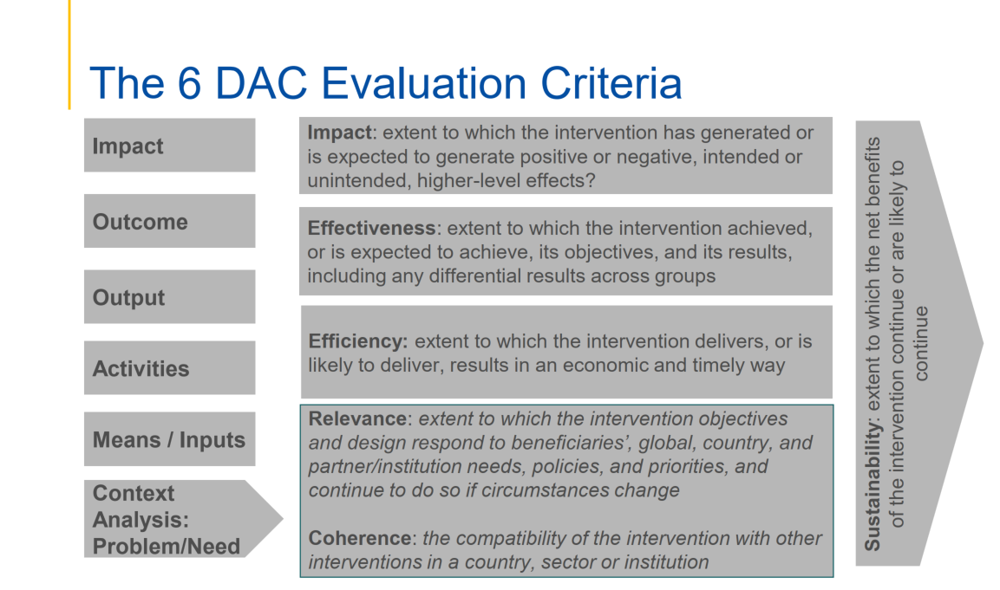 The 6 DAC Evaluation Criteria
Impact
Outcome
Output
Activities
Means / Inputs
Context
Analysis:
Problem/Need
Impact: extent to which the intervention has generated or
is expected to generate positive or negative, intended or
unintended, higher-level effects?
Effectiveness: extent to which the intervention achieved,
or is expected to achieve, its objectives, and its results,
including any differential results across groups
Efficiency: extent to which the intervention delivers, or is
likely to deliver, results in an economic and timely way
Relevance: extent to which the intervention objectives
and design respond to beneficiaries’, global, country, and
partner/institution needs, policies, and priorities, and
continue to do so if circumstances change
Coherence: the compatibility of the intervention with other
interventions in a country, sector or institution
Sustainability: extent to which the net benefits
of the intervention continue or are likely to
continue